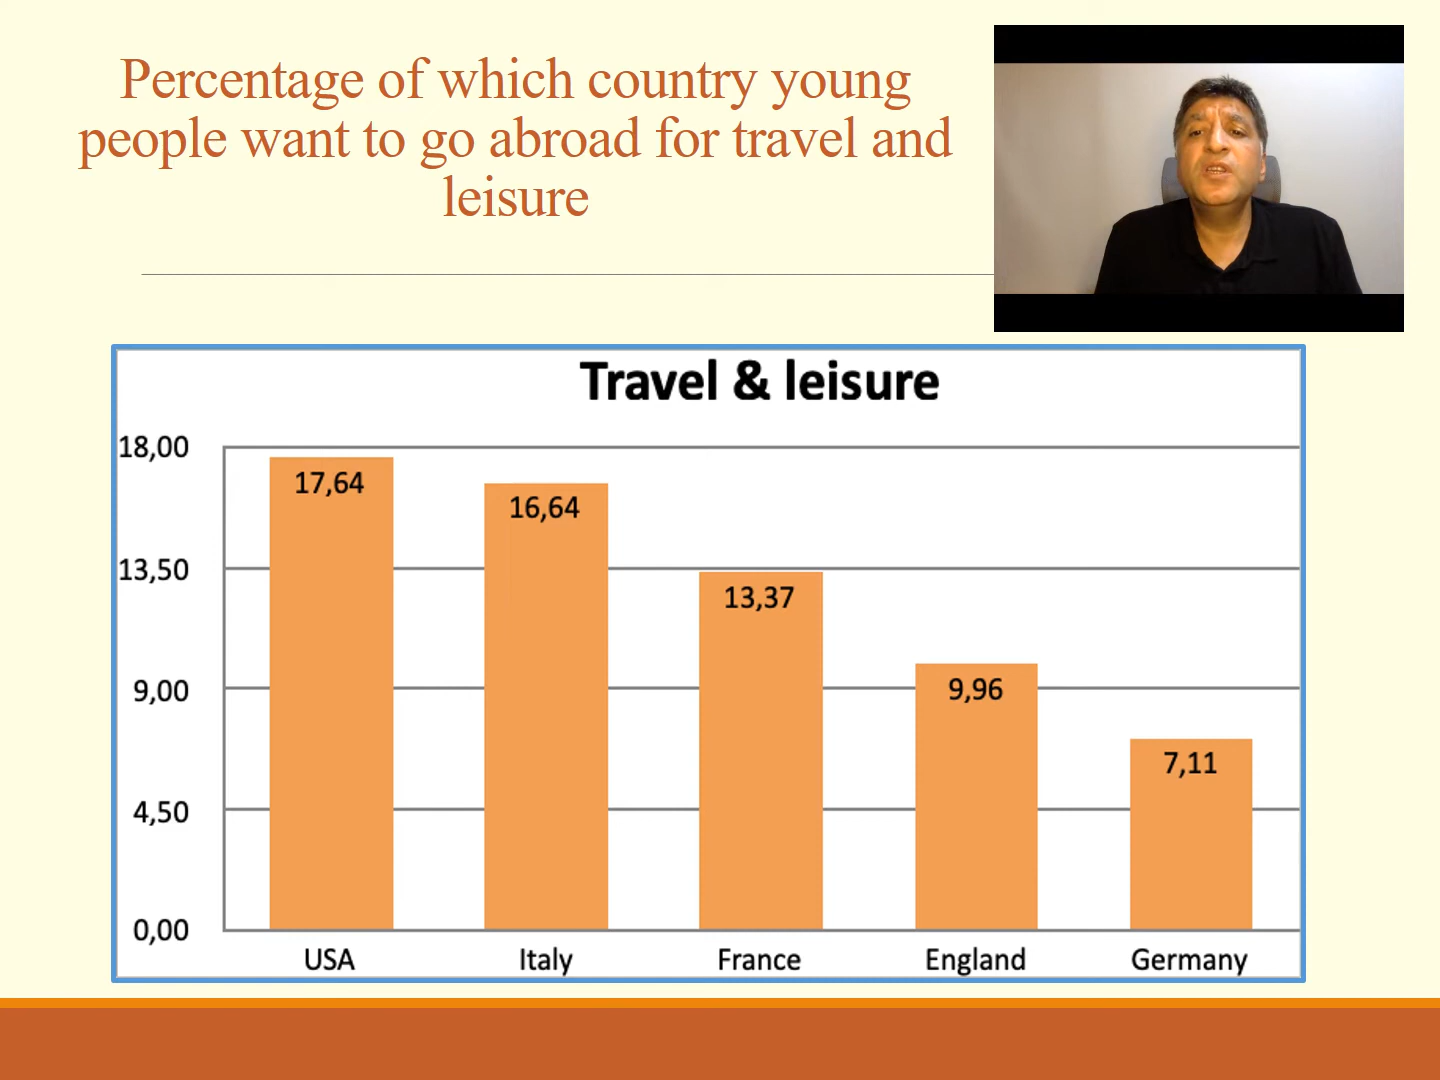 Percentage of which country young
people want to go abroad for travel and
leisure
Travel & leisure
18,00
13,50
9,00
4,50
0,00
17,64
16,64
13,37
9,96
7,11
USA
Italy
France
England
Germany